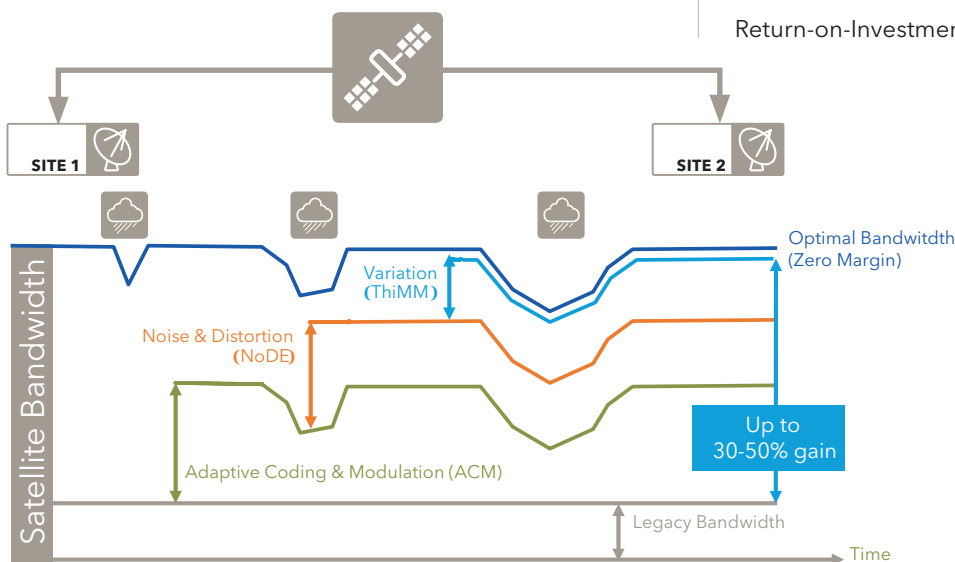 Return-on-Investmen
SITE 1
SITE 2
Optimal Bandwitdth
(Zero Margin)
Variation
(ThiMM)
Noise & Distortion
(NoDE)
Up to
30-50% gain
Adaptive Coding & Modulation (ACM)
Satellite Bandwidth
Legacy Bandwidth
Time